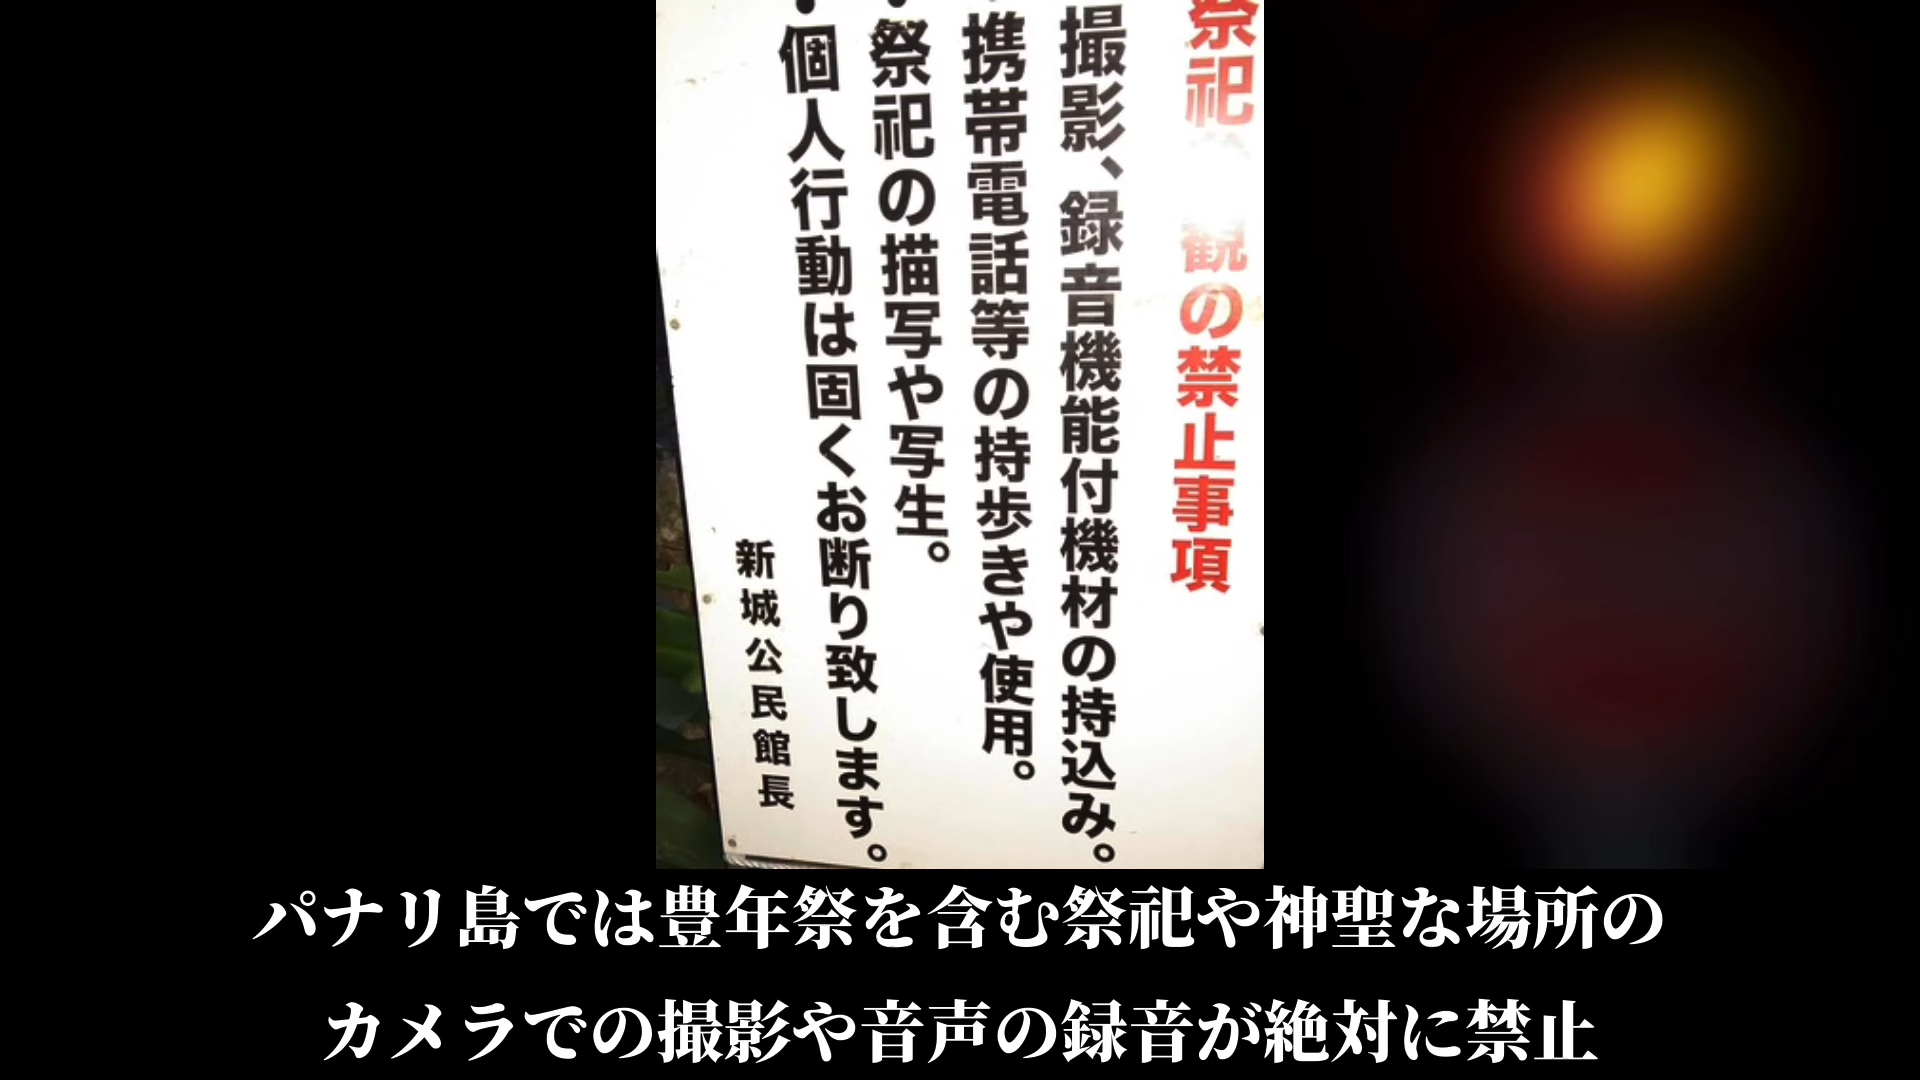 祭祀 観の禁止事項
撮影、録音機能付機材の持込み。
・携帯電話等の持歩きや使用。
・祭祀の描写や写生。
・個人行動は固くお断り致します。
新城公民館長
パナリ島では豊年祭を含む祭祀や神聖な場所の
カメラでの撮影や音声の録音が絶対に禁止